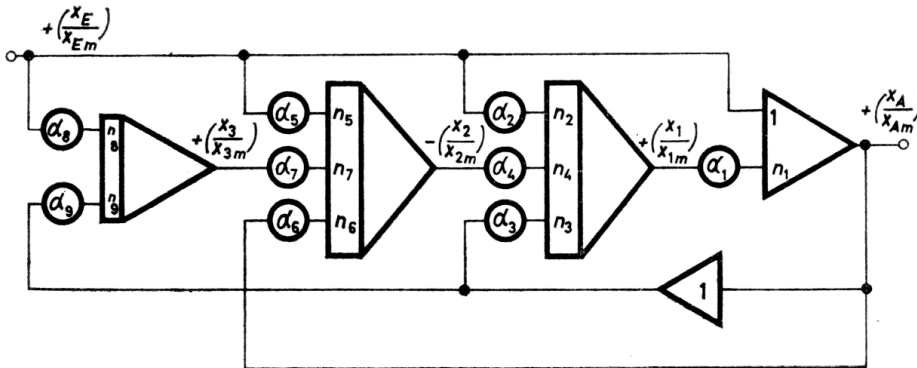 +(x_E/x_Em)
α8
n8
α9
n9
+(x_3/x_3m)
α5
n5
α7
n7
α6
n6
-(x_2/x_2m)
α2
n2
α4
n4
α3
n3
+(x_1/x_1m)
α1
1
n1
+(x_A/x_Am)
1